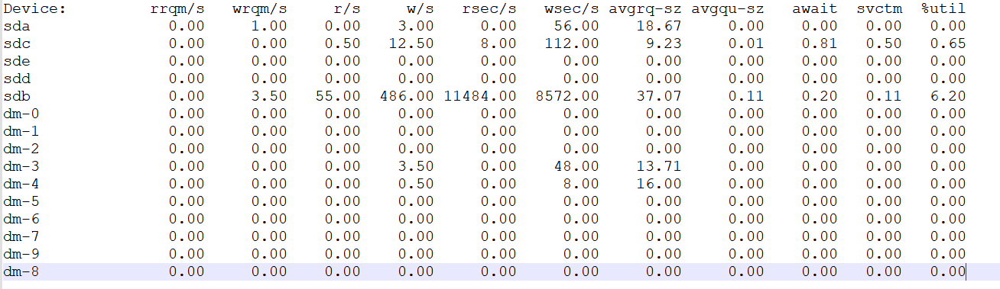 Device: rrqm/s wrqm/s r/s w/s rsec/s wsec/s avgrq-sz avgqu-sz await svctm %util
sda 0.00 1.00 0.00 3.00 0.00 56.00 18.67 0.00 0.00 0.00 0.00
sdc 0.00 0.00 0.50 12.50 8.00 112.00 9.23 0.01 0.81 0.50 0.65
sde 0.00 0.00 0.00 0.00 0.00 0.00 0.00 0.00 0.00 0.00 0.00
sdd 0.00 0.00 0.00 0.00 0.00 0.00 0.00 0.00 0.00 0.00 0.00
sdb 0.00 3.50 55.00 486.00 11484.00 8572.00 37.07 0.11 0.20 0.11 6.20
dm-0 0.00 0.00 0.00 0.00 0.00 0.00 0.00 0.00 0.00 0.00 0.00
dm-1 0.00 0.00 0.00 0.00 0.00 0.00 0.00 0.00 0.00 0.00 0.00
dm-2 0.00 0.00 0.00 0.00 0.00 0.00 0.00 0.00 0.00 0.00 0.00
dm-3 0.00 0.00 0.00 3.50 0.00 48.00 13.71 0.00 0.00 0.00 0.00
dm-4 0.00 0.00 0.00 0.50 0.00 8.00 16.00 0.00 0.00 0.00 0.00
dm-5 0.00 0.00 0.00 0.00 0.00 0.00 0.00 0.00 0.00 0.00 0.00
dm-6 0.00 0.00 0.00 0.00 0.00 0.00 0.00 0.00 0.00 0.00 0.00
dm-7 0.00 0.00 0.00 0.00 0.00 0.00 0.00 0.00 0.00 0.00 0.00
dm-9 0.00 0.00 0.00 0.00 0.00 0.00 0.00 0.00 0.00 0.00 0.00
dm-8 0.00 0.00 0.00 0.00 0.00 0.00 0.00 0.00 0.00 0.00 0.00